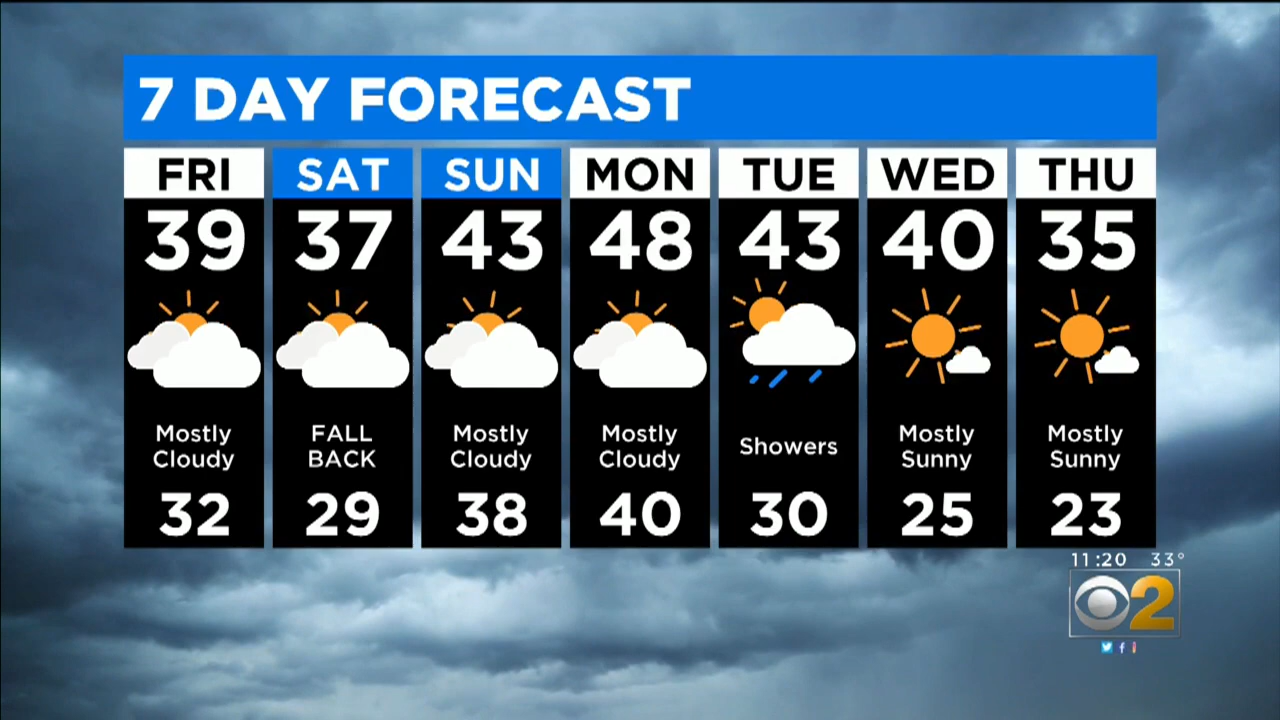 7 DAY FORECAST
FRI SAT SUN MON TUE WED THU
39 37 43 48 43 40 35
Mostly Cloudy
FALL BACK
Mostly Cloudy
Mostly Cloudy
Showers
Mostly Sunny
Mostly Sunny
32 29 38 40 30 25 23
11:20 33°
2